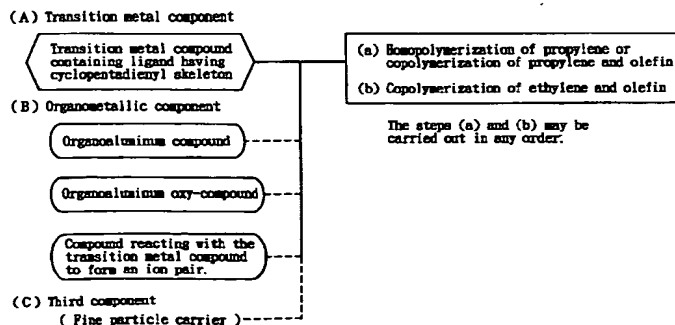 (A) Transition metal component
Transition metal compound
containing ligand having
cyclopentadienyl skeleton
(a) Homopolymerization of propylene or
copolymerization of propylene and olefin
(b) Copolymerization of ethylene and olefin
The steps (a) and (b) may be
carried out in any order.
(B) Organometallic component
Organoaluminum compound
Organoaluminum oxy-compound
Compound reacting with the
transition metal compound
to form an ion pair.
(C) Third component
( Fine particle carrier )